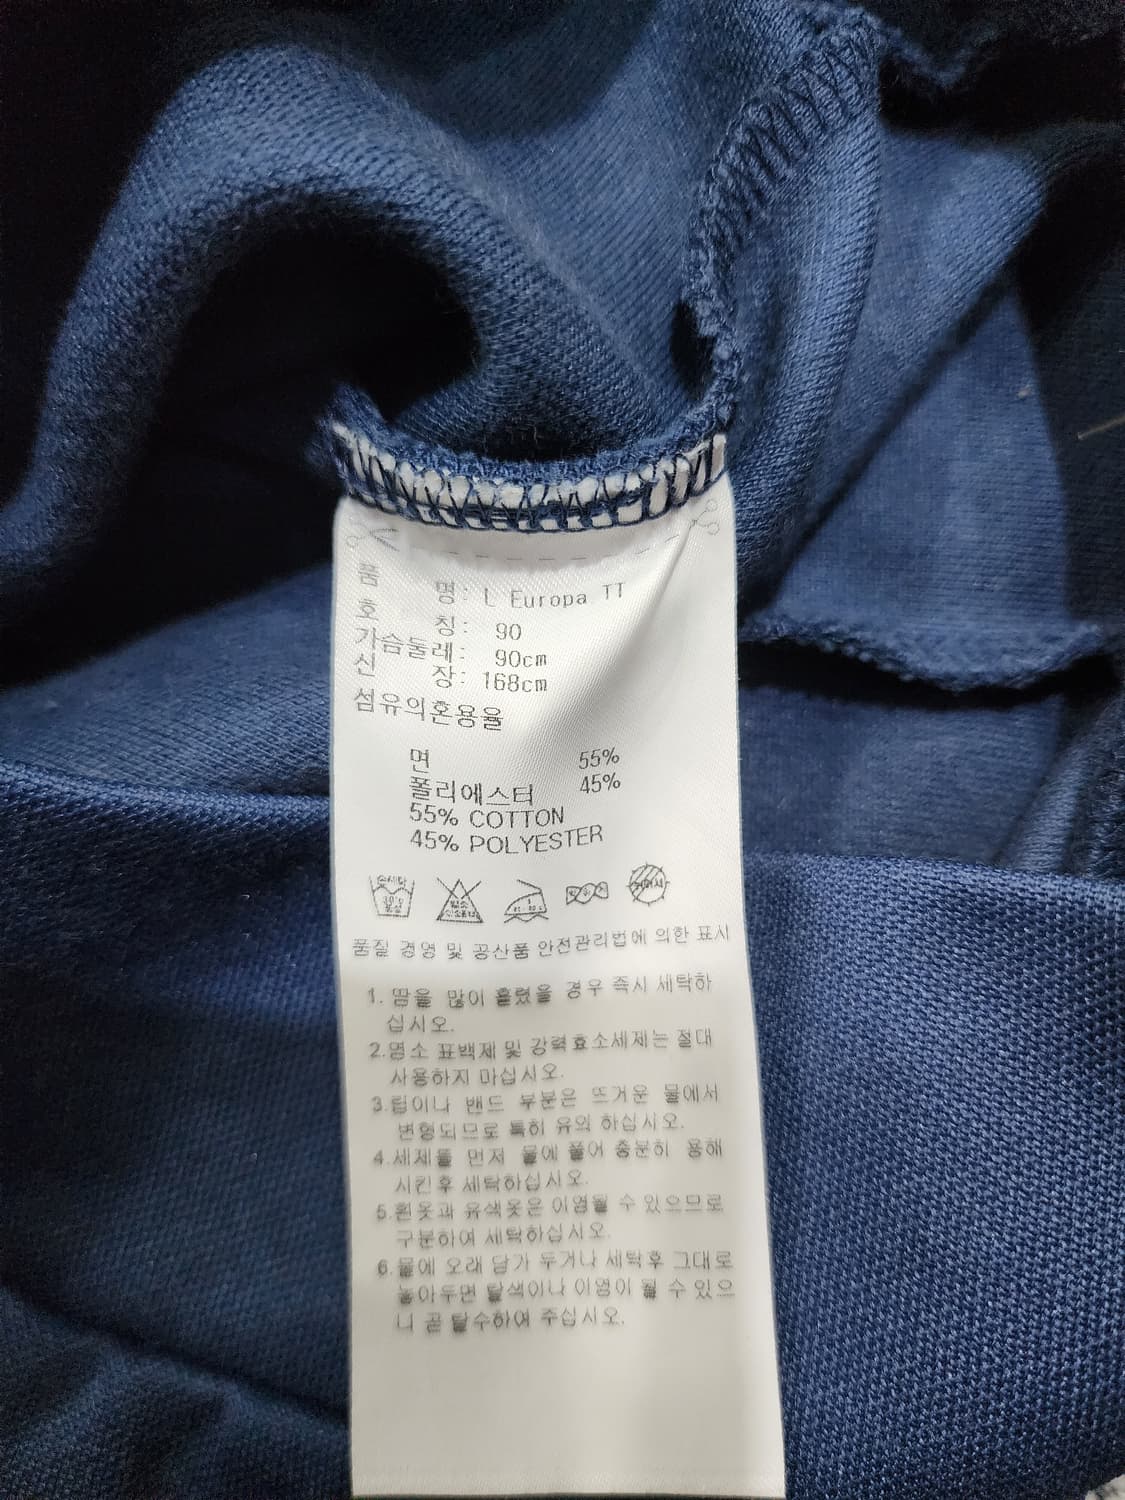 품 명: L Europa TT
호 칭: 90
가슴둘레: 90cm
신 장: 168cm
섬유의혼용율
면 55%
폴리에스터 45%
55% COTTON
45% POLYESTER
손세탁
30℃
중성
염소
품질 경영 및 공산품 안전관리법에 의한 표시
1. 땀을 많이 흘렸을 경우 즉시 세탁하
십시오.
2.염소 표백제 및 강력효소세제는 절대
사용하지 마십시오.
3.립이나 밴드 부분은 뜨거운 물에서
변형되므로 특히 유의 하십시오.
4.세제를 먼저 물에 풀어 충분히 용해
시킨후 세탁하십시오.
5.흰옷과 유색옷은 이염될 수 있으므로
구분하여 세탁하십시오.
6.물에 오래 담가 두거나 세탁후 그대로
놓아두면 탈색이나 이염이 될 수 있으
니 곧 탈수하여 주십시오.